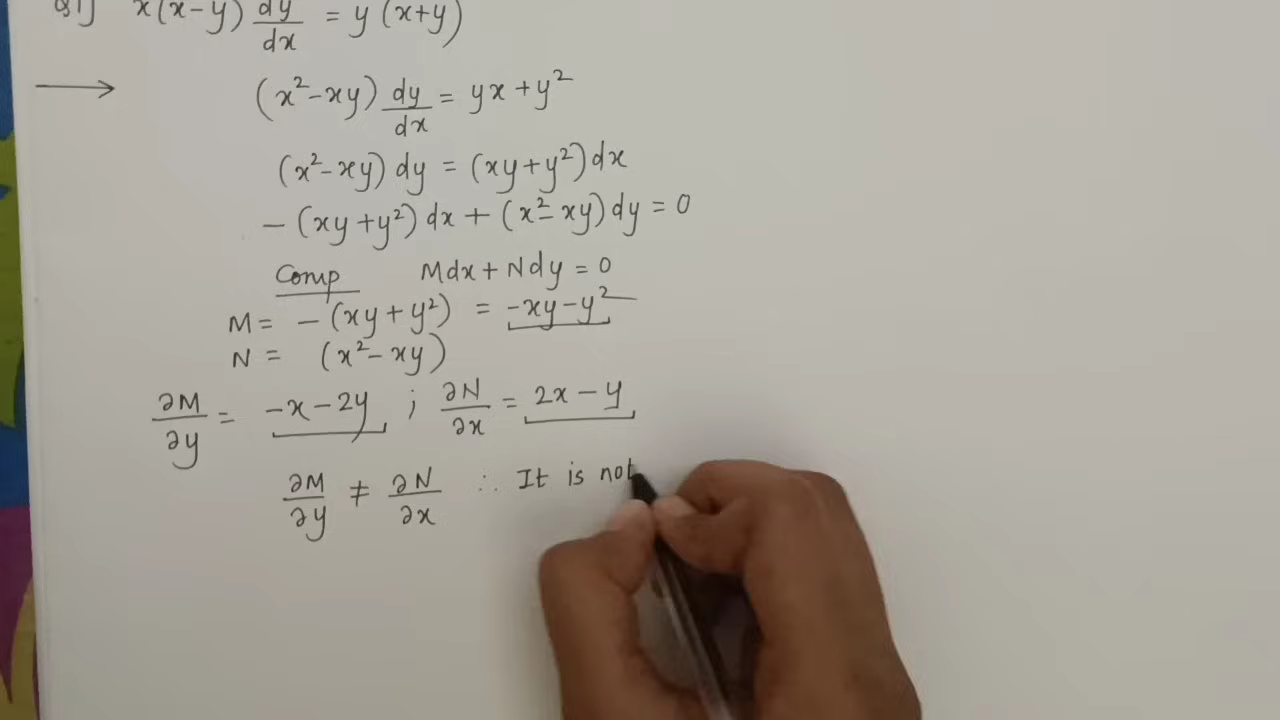 Q1] x(x-y) dy/dx = y(x+y)
(x²-xy) dy/dx = yx+y²
(x²-xy) dy = (xy+y²) dx
-(xy+y²) dx + (x²-xy) dy = 0
Comp Mdx + Ndy = 0
M = -(xy+y²) = -xy-y²
N = (x²-xy)
∂M/∂y = -x-2y ; ∂N/∂x = 2x-y
∂M/∂y ≠ ∂N/∂x ∴ It is not